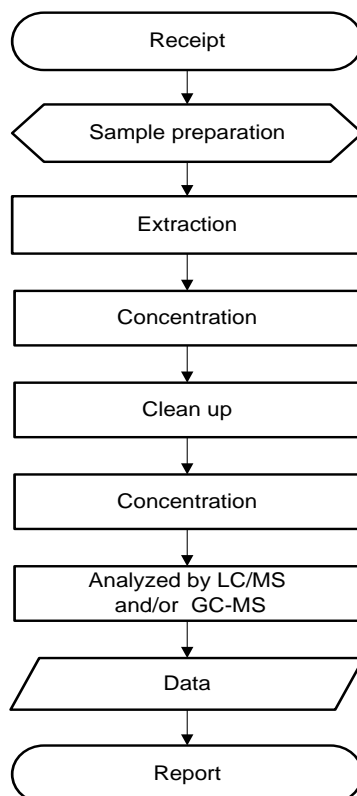 Receipt
Sample preparation
Extraction
Concentration
Clean up
Concentration
Analyzed by LC/MS
and/or GC-MS
Data
Report